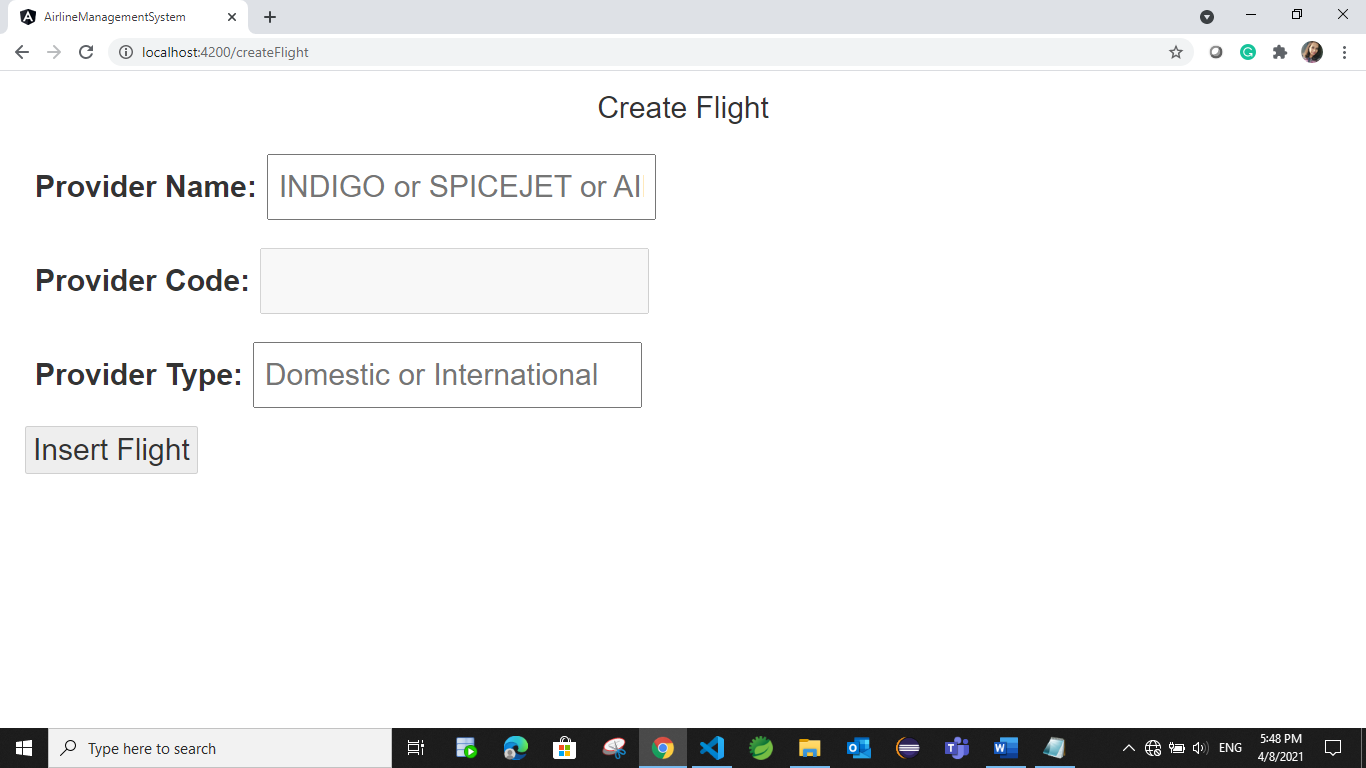 AirlineManagementSystem
localhost:4200/createFlight
Create Flight
Provider Name: INDIGO or SPICEJET or AI
Provider Code:
Provider Type: Domestic or International
Insert Flight
Type here to search
ENG
5:48 PM
4/8/2021